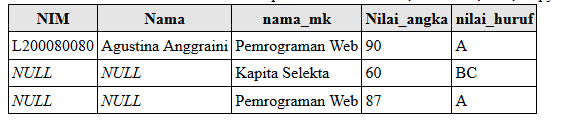 NIM Nama nama_mk Nilai_angka nilai_huruf
L200080080 Agustina Anggraini Pemrograman Web 90 A
NULL NULL Kapita Selekta 60 BC
NULL NULL Pemrograman Web 87 A